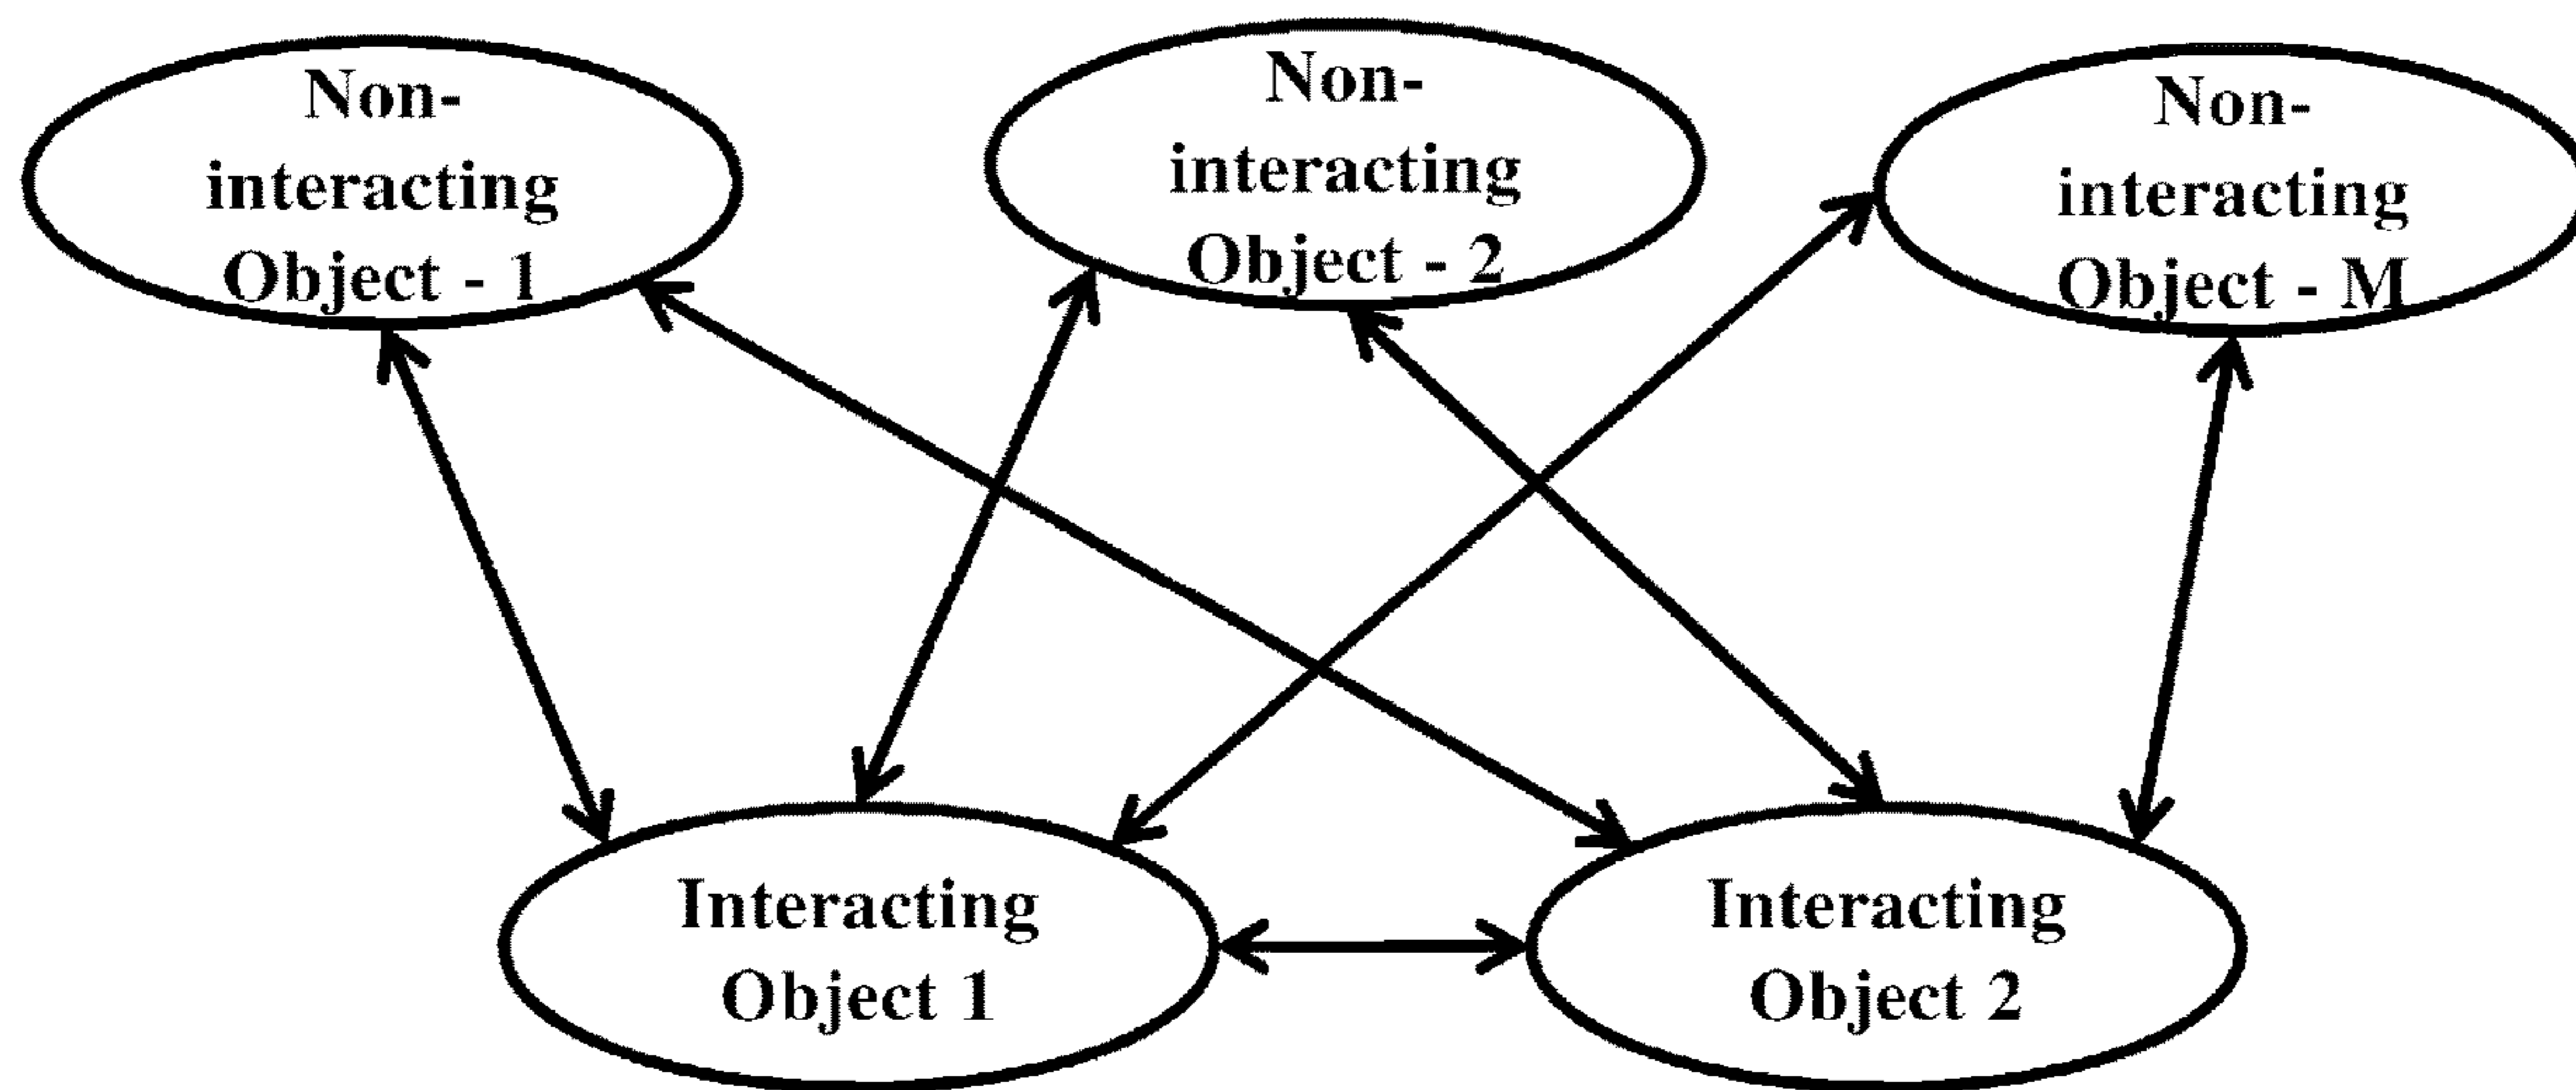 Non-
interacting
Object - 1
Non-
interacting
Object - 2
Non-
interacting
Object - M
Interacting
Object 1
Interacting
Object 2